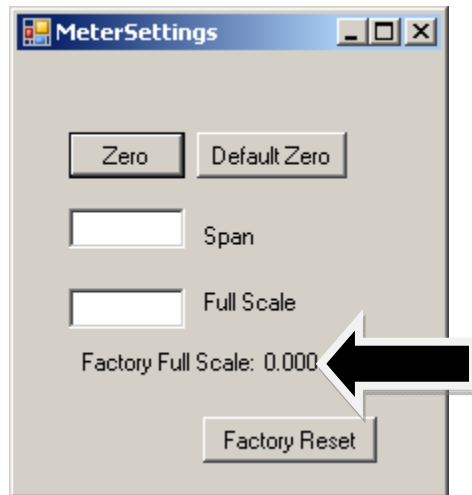 MeterSettings
Zero Default Zero
Span
Full Scale
Factory Full Scale: 0.000
Factory Reset